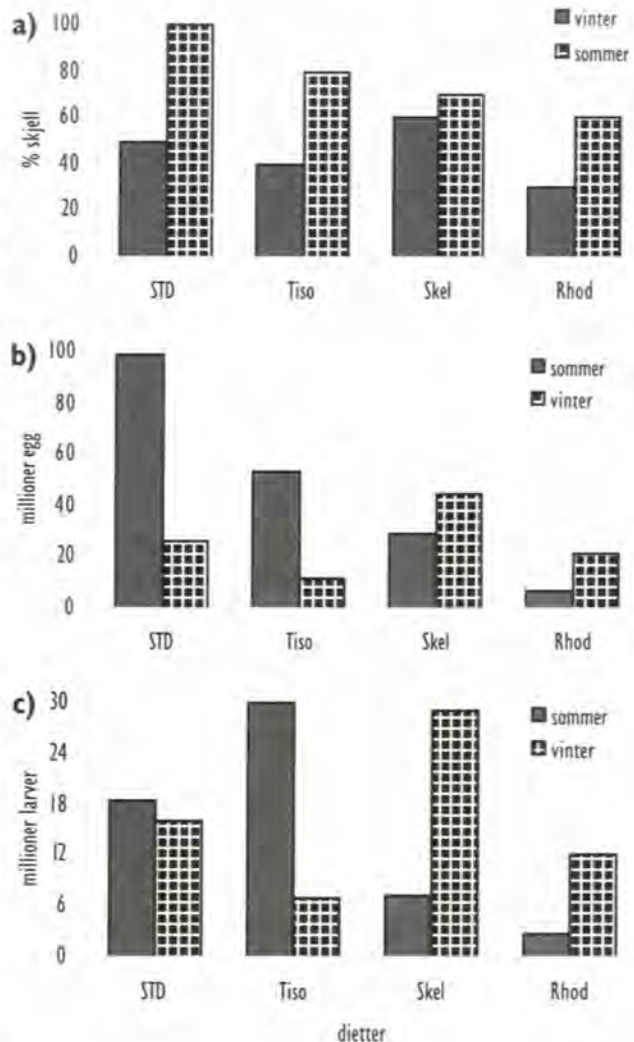 a)
% skjell
100
80
60
40
20
0
vinter
sommer
STD Tiso Skel Rhod
b)
millioner egg
100
80
60
40
20
0
sommer
vinter
STD Tiso Skel Rhod
c)
millioner larver
30
24
18
12
6
0
sommer
vinter
STD Tiso Skel Rhod
dietter